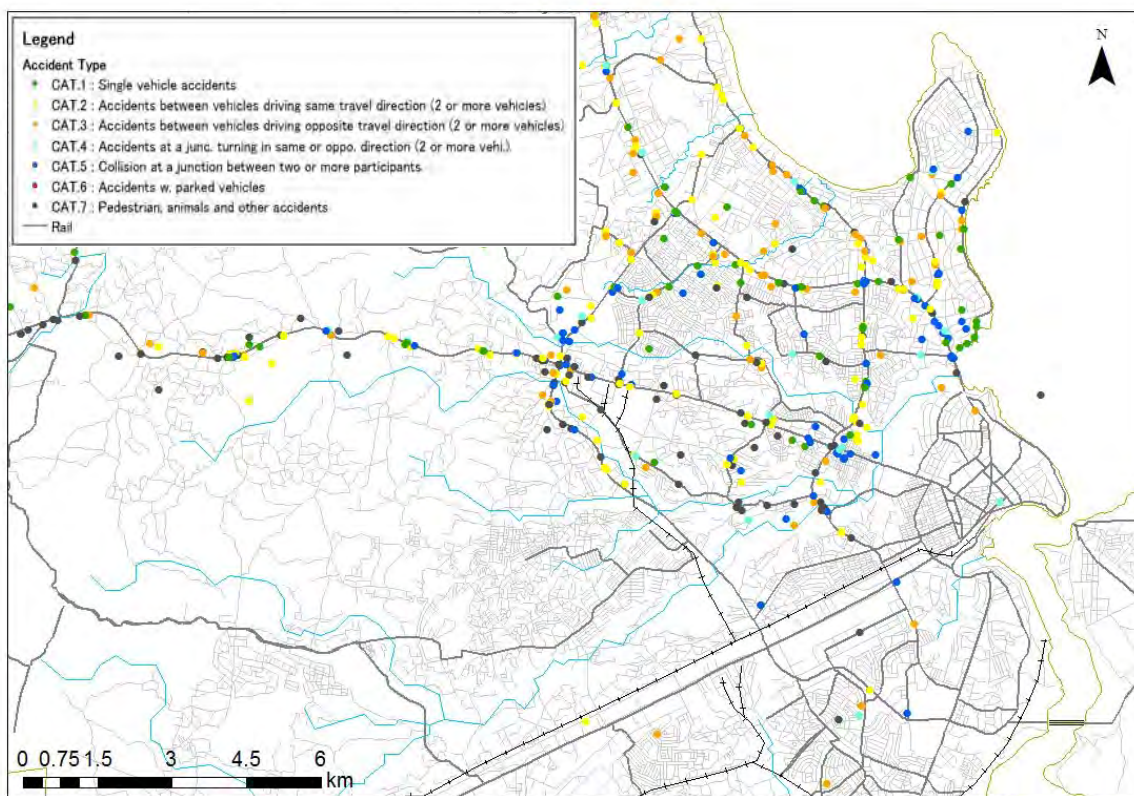 Legend
Accident Type
CAT.1 : Single vehicle accidents
CAT.2 : Accidents between vehicles driving same travel direction (2 or more vehicles)
CAT.3 : Accidents between vehicles driving opposite travel direction (2 or more vehicles)
CAT.4 : Accidents at a junc. turning in same or oppo. direction (2 or more vehi.)
CAT.5 : Collision at a junction between two or more participants
CAT.6 : Accidents w. parked vehicles
CAT.7 : Pedestrian, animals and other accidents
Rail
N
0 0.75 1.5 3 4.5 6
km